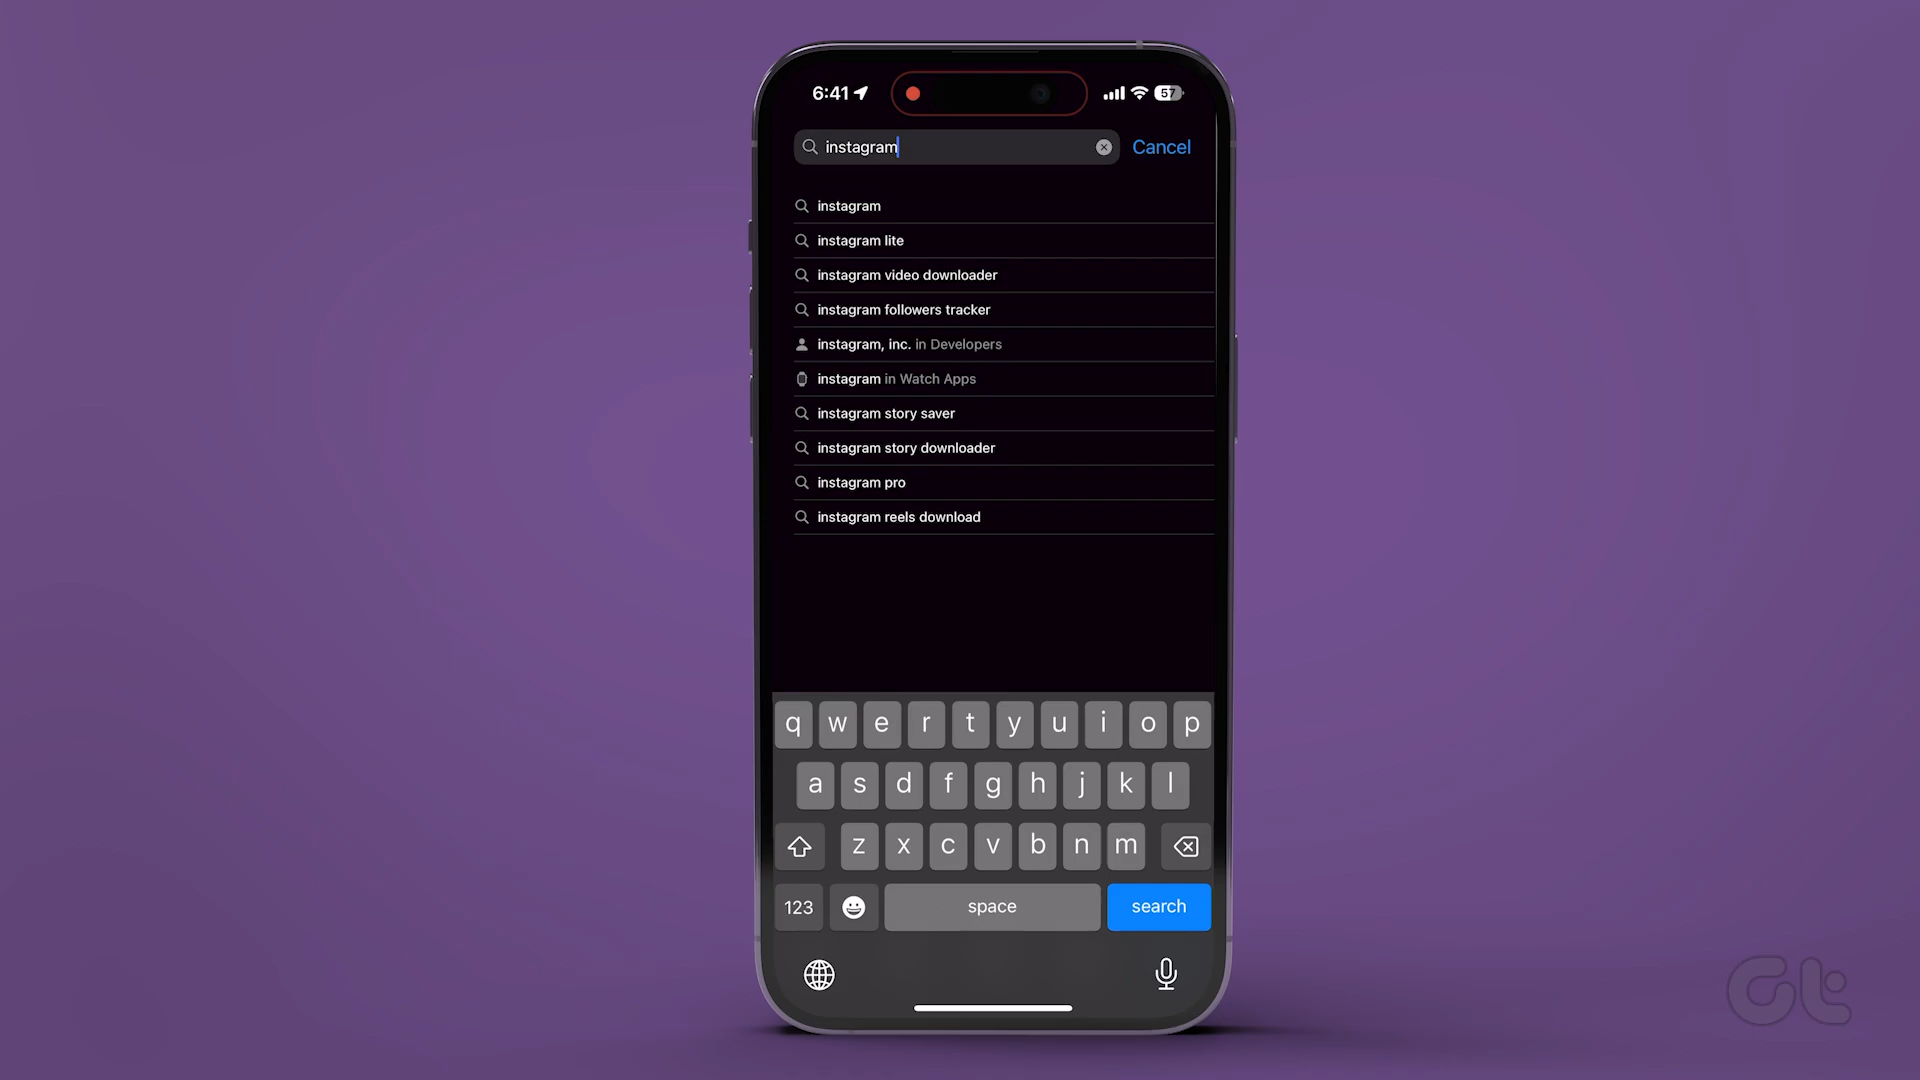 6:41
57
instagram
Cancel
instagram
instagram lite
instagram video downloader
instagram followers tracker
instagram, inc. in Developers
instagram in Watch Apps
instagram story saver
instagram story downloader
instagram pro
instagram reels download
q w e r t y u i o p
a s d f g h j k l
z x c v b n m
123
space
search
Gt